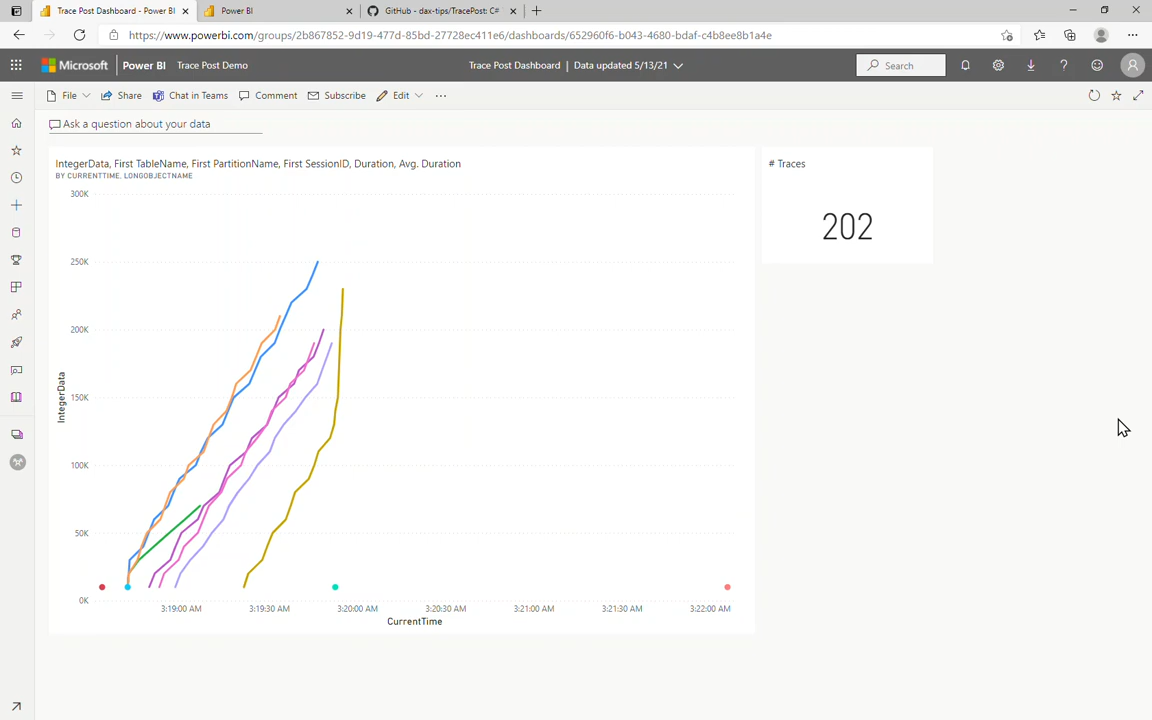 Trace Post Dashboard - Power BI
Power BI
GitHub - dax-tips/TracePost: C#
https://www.powerbi.com/groups/2b867852-9d19-477d-85bd-27728ec411e6/dashboards/652960f6-b043-4680-bdaf-c4b8ee8b1a4e
Microsoft Power BI Trace Post Demo
Trace Post Dashboard | Data updated 5/13/21
Search
File Share Chat in Teams Comment Subscribe Edit
Ask a question about your data
IntegerData, First TableName, First PartitionName, First SessionID, Duration, Avg. Duration
BY CURRENTTIME, LONGOBJECTNAME
# Traces
202
300K
250K
200K
150K
100K
50K
0K
IntegerData
3:19:00 AM 3:19:30 AM 3:20:00 AM 3:20:30 AM 3:21:00 AM 3:21:30 AM 3:22:00 AM
CurrentTime